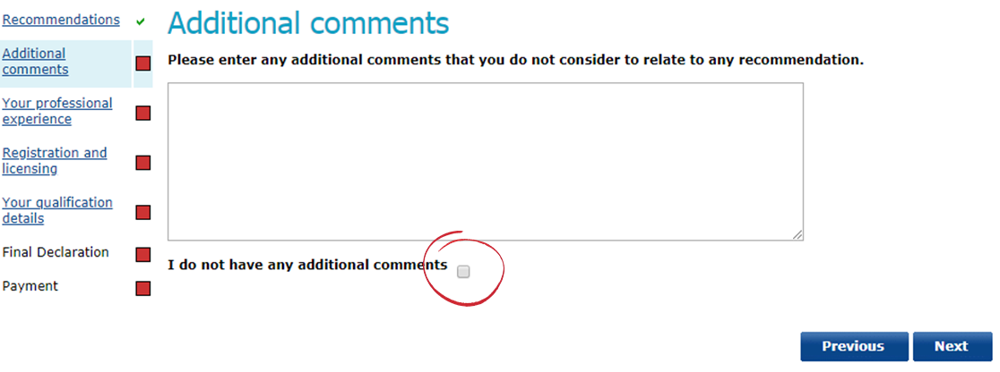 Recommendations
Additional
comments
Your professional
experience
Registration and
licensing
Your qualification
details
Final Declaration
Payment
Additional comments
Please enter any additional comments that you do not consider to relate to any recommendation.
I do not have any additional comments
Previous
Next